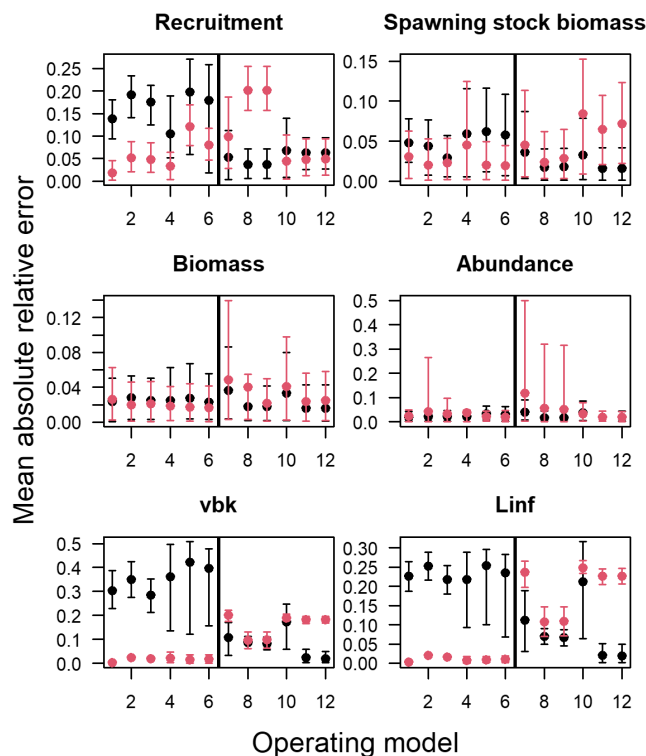 Recruitment
Spawning stock biomass
0.25
0.20
0.15
0.10
0.05
0.00
0.15
0.10
0.05
0.00
2 4 6 8 10 12
2 4 6 8 10 12
Biomass
Abundance
0.12
0.08
0.04
0.00
0.5
0.4
0.3
0.2
0.1
0.0
2 4 6 8 10 12
2 4 6 8 10 12
vbk
Linf
0.5
0.4
0.3
0.2
0.1
0.0
0.30
0.25
0.20
0.15
0.10
0.05
0.00
2 4 6 8 10 12
2 4 6 8 10 12
Mean absolute relative error
Operating model